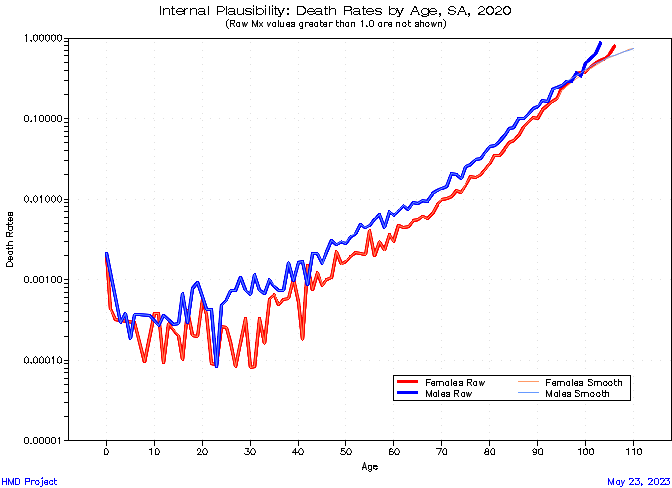 Internal Plausibility: Death Rates by Age, SA, 2020
(Raw Mx values greater than 1.0 are not shown)
1.00000
0.10000
0.01000
0.00100
0.00010
0.00001
Death Rates
Females Raw
Females Smooth
Males Raw
Males Smooth
0 10 20 30 40 50 60 70 80 90 100 110
Age
HMD Project
May 23, 2023